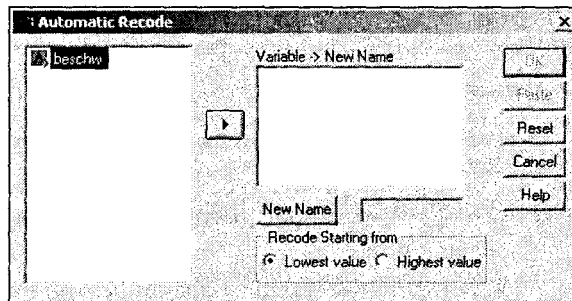 Automatic Recode
beschw
Variable -> New Name
OK
Paste
Reset
Cancel
Help
New Name
Recode Starting from
Lowest value
Highest value